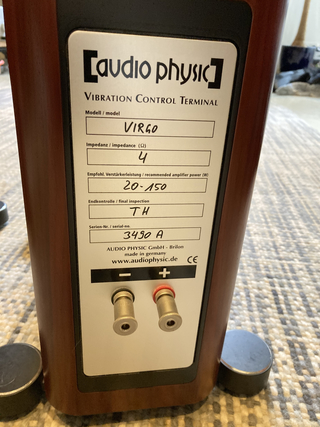 [audio physic]
VIBRATION CONTROL TERMINAL
Modell / model
VIRGO
Impedanz / impedance (Ω)
4
Empfohl. Verstärkerleistung / recommended amplifier power (W)
20-150
Endkontrolle / final inspection
TH
Serien-Nr. / serial no.
3490 A
AUDIO PHYSIC GmbH - Brilon
made in germany
www.audiophysic.de CE
- +